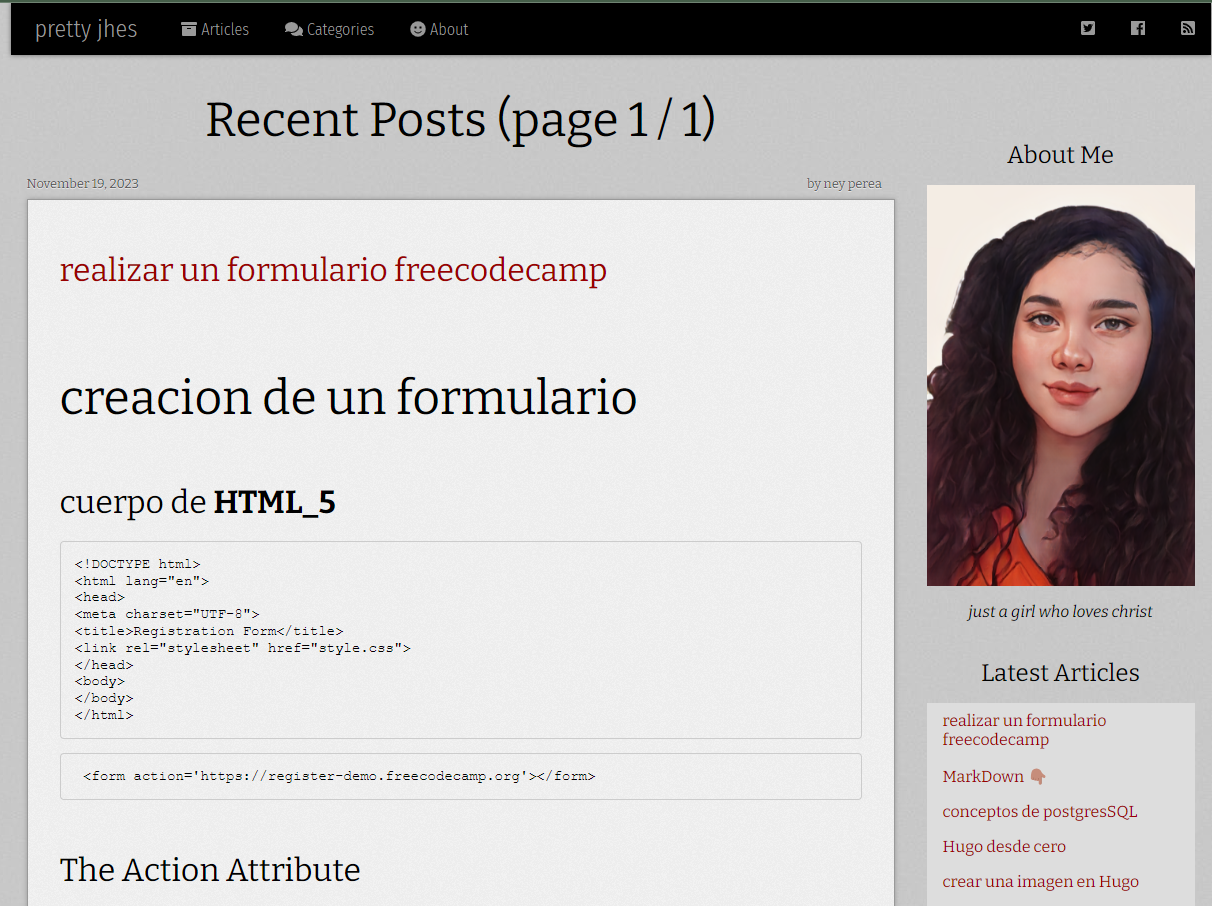 pretty jhes Articles Categories About
Recent Posts (page 1 / 1)
November 19, 2023 by ney perea
realizar un formulario freecodecamp
creacion de un formulario
cuerpo de HTML_5
<!DOCTYPE html>
<html lang="en">
<head>
<meta charset="UTF-8">
<title>Registration Form</title>
<link rel="stylesheet" href="style.css">
</head>
<body>
</body>
</html>
<form action='https://register-demo.freecodecamp.org'></form>
The Action Attribute
About Me
just a girl who loves christ
Latest Articles
realizar un formulario
freecodecamp
MarkDown 👇🏽
conceptos de postgresSQL
Hugo desde cero
crear una imagen en Hugo